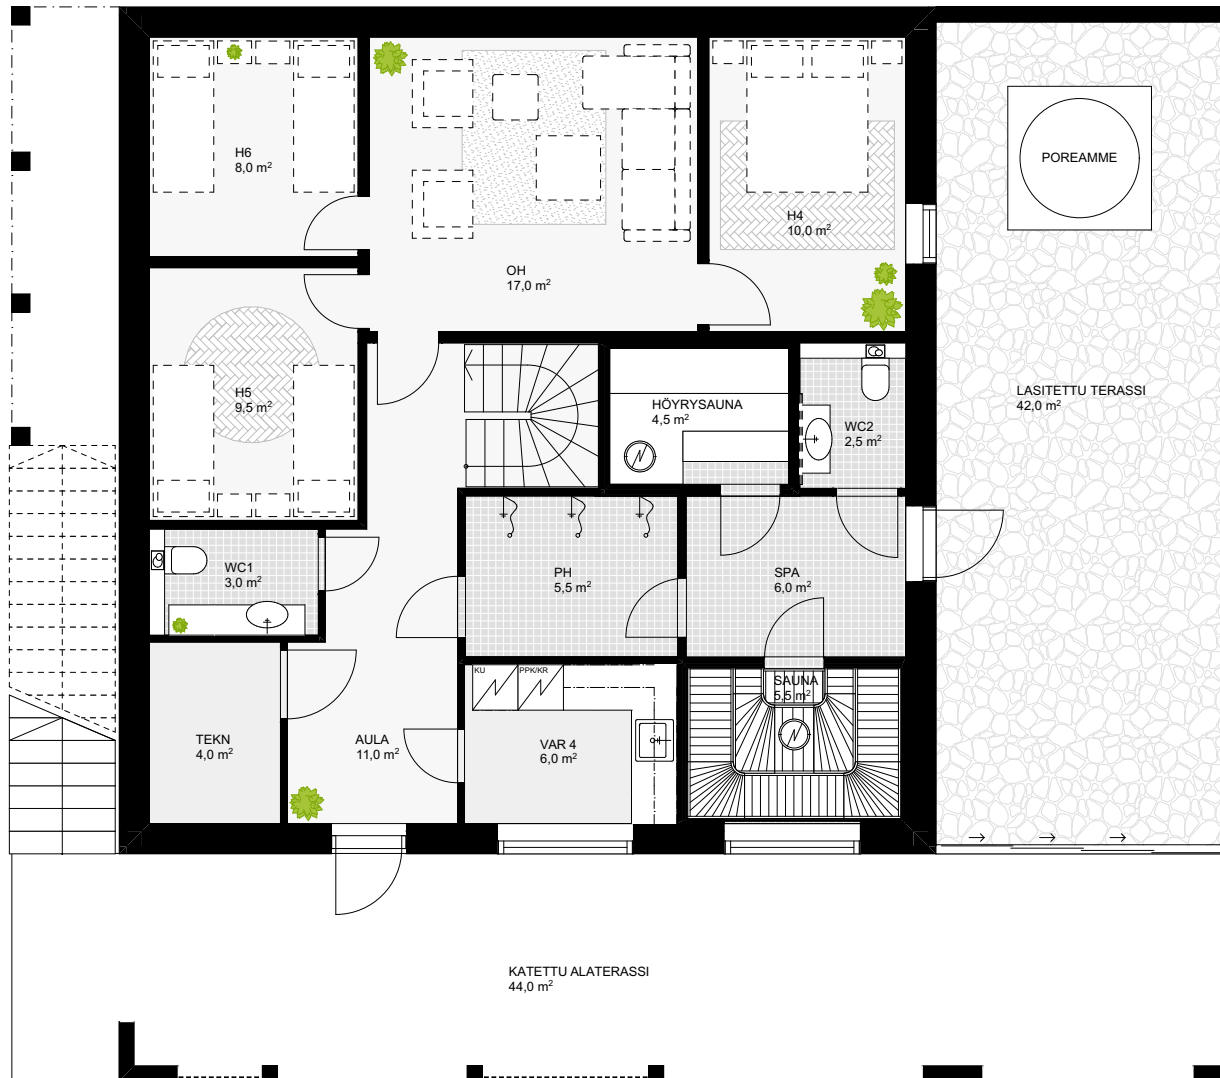 H6
8,0 m²
POREAMME
H4
10,0 m²
OH
17,0 m²
H5
9,5 m²
HÖYRYSAUNA
4,5 m²
WC2
2,5 m²
LASITETTU TERASSI
42,0 m²
WC1
3,0 m²
PH
5,5 m²
SPA
6,0 m²
KU
PPK/KR
SAUNA
5,5 m²
TEKN
4,0 m²
AULA
11,0 m²
VAR 4
6,0 m²
KATETTU ALATERASSI
44,0 m²